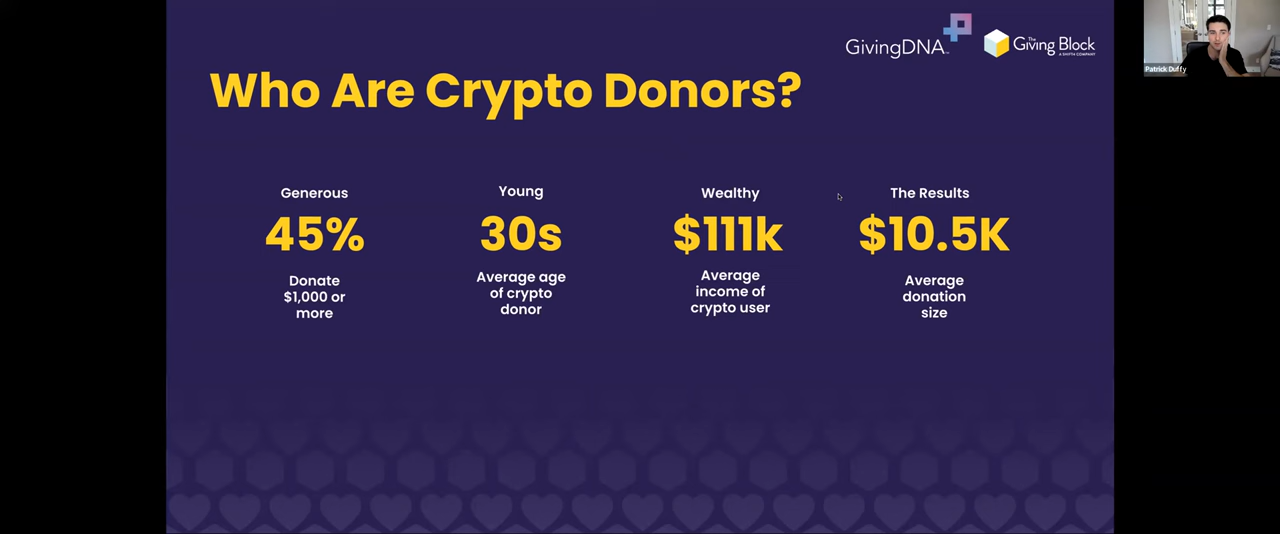 GivingDNA
The
Giving Block
A SHIFT4 COMPANY
Patrick Duffy
Who Are Crypto Donors?
Generous
45%
Donate
$1,000 or
more
Young
30s
Average age
of crypto
donor
Wealthy
$111k
Average
income of
crypto user
The Results
$10.5K
Average
donation
size